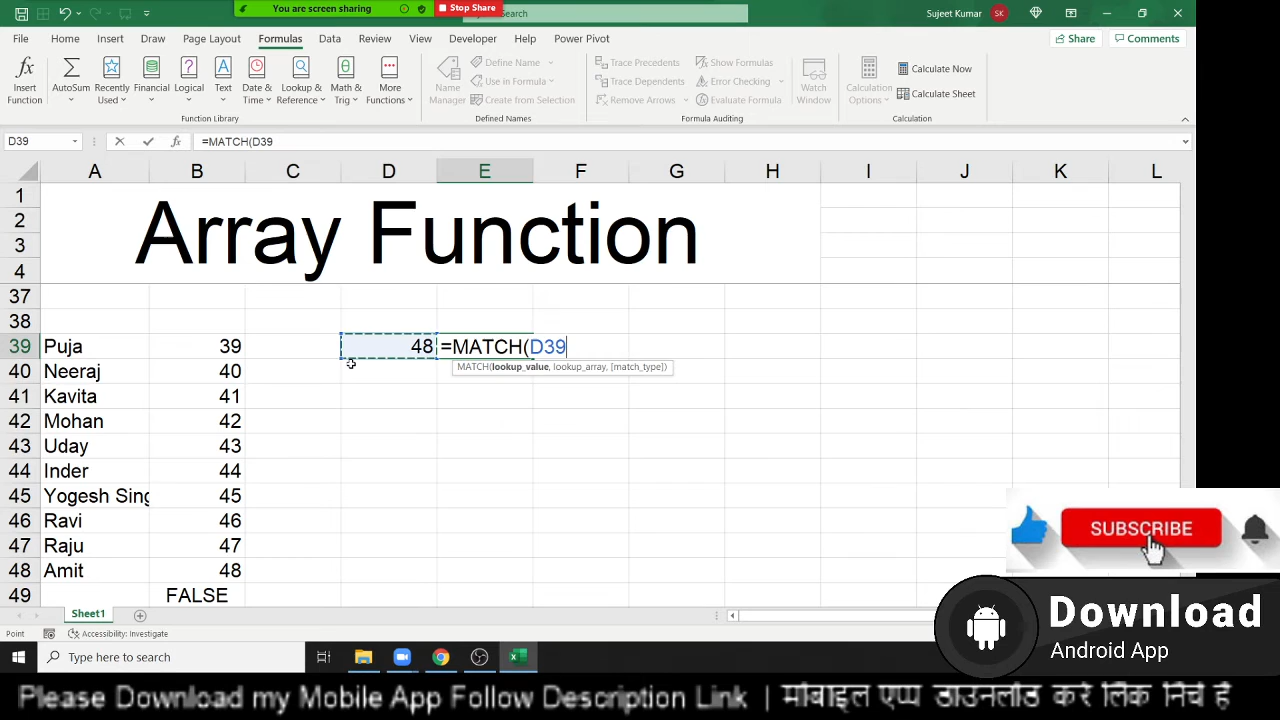 You are screen sharing
Stop Share
Search
Sujeet Kumar
SK
File Home Insert Draw Page Layout Formulas Data Review View Developer Help Power Pivot
Share
Comments
Insert Function
AutoSum
Recently Used
Financial
Logical
Text
Date & Time
Lookup & Reference
Math & Trig
More Functions
Function Library
Name Manager
Define Name
Use in Formula
Create from Selection
Defined Names
Trace Precedents
Trace Dependents
Remove Arrows
Show Formulas
Error Checking
Evaluate Formula
Formula Auditing
Watch Window
Calculation Options
Calculate Now
Calculate Sheet
Calculation
D39
fx
=MATCH(D39
A B C D E F G H I J K L
1
2
3
4
Array Function
37
38
39 Puja 39 48 =MATCH(D39
MATCH(lookup_value, lookup_array, [match_type])
40 Neeraj 40
41 Kavita 41
42 Mohan 42
43 Uday 43
44 Inder 44
45 Yogesh Sing 45
46 Ravi 46
47 Raju 47
48 Amit 48
49 FALSE
SUBSCRIBE
Sheet1
Point
Accessibility: Investigate
Download
Android App
Type here to search
Please Download my Mobile App Follow Description Link | मोबाइल एप्प डाउनलोड करे लिंक निचे है